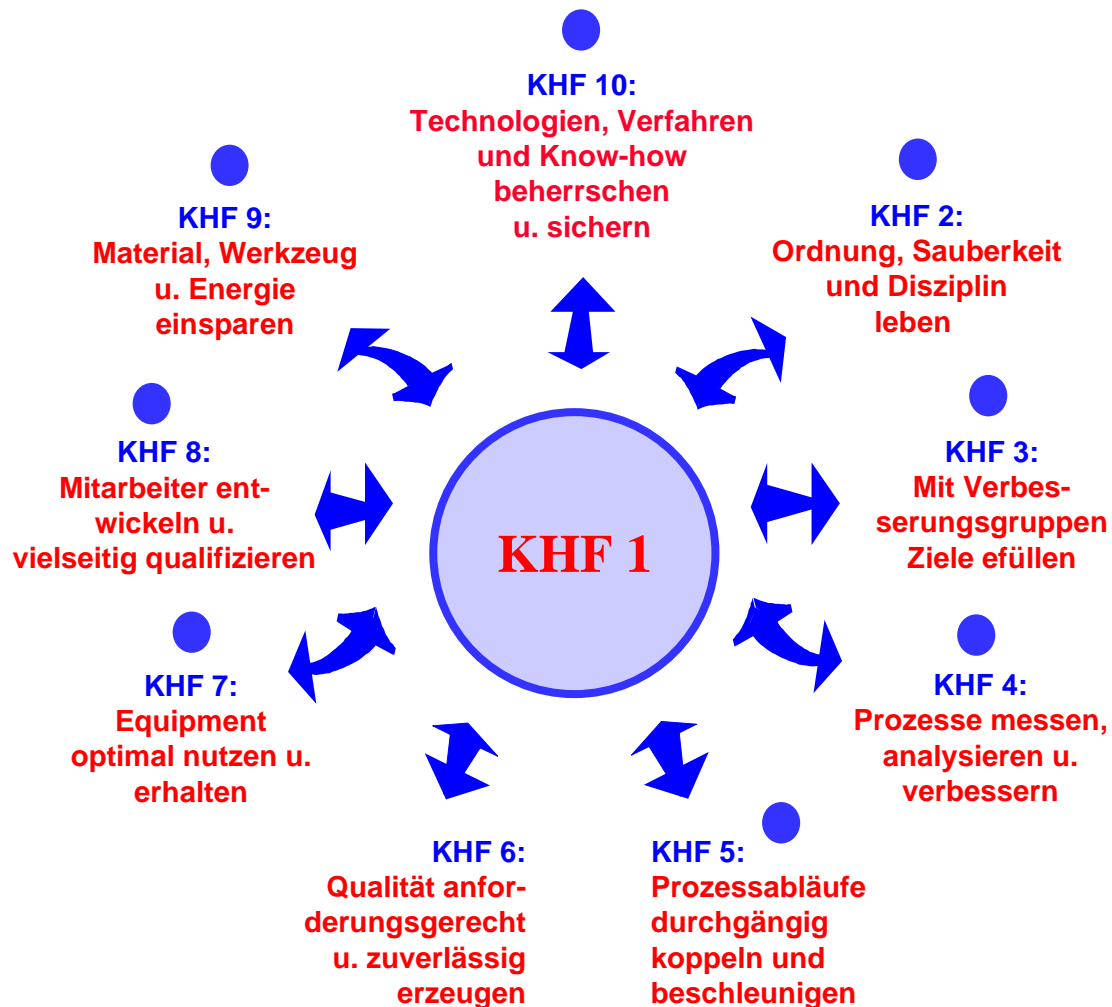 KHF 10:
Technologien, Verfahren
und Know-how
beherrschen
u. sichern
KHF 9:
Material, Werkzeug
u. Energie
einsparen
KHF 2:
Ordnung, Sauberkeit
und Disziplin
leben
KHF 8:
Mitarbeiter ent-
wickeln u.
vielseitig qualifizieren
KHF 1
KHF 3:
Mit Verbes-
serungsgruppen
Ziele efüllen
KHF 7:
Equipment
optimal nutzen u.
erhalten
KHF 4:
Prozesse messen,
analysieren u.
verbessern
KHF 6:
Qualität anfor-
derungsgerecht
u. zuverlässig
erzeugen
KHF 5:
Prozessabläufe
durchgängig
koppeln und
beschleunigen